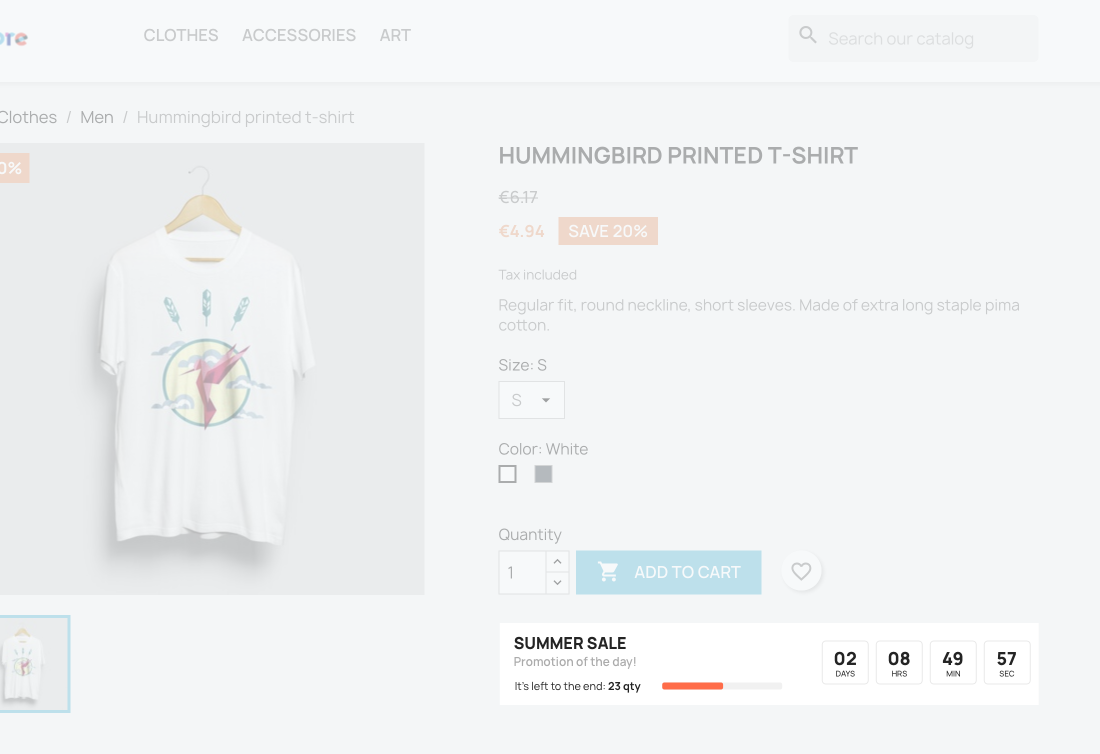 CLOTHES ACCESSORIES ART
Search our catalog
Clothes / Men / Hummingbird printed t-shirt
0%
HUMMINGBIRD PRINTED T-SHIRT
€6.17
€4.94 SAVE 20%
Tax included
Regular fit, round neckline, short sleeves. Made of extra long staple pima
cotton.
Size: S
S
Color: White
Quantity
1 ADD TO CART
SUMMER SALE
Promotion of the day!
It's left to the end: 23 qty
02 08 49 57
DAYS HRS MIN SEC